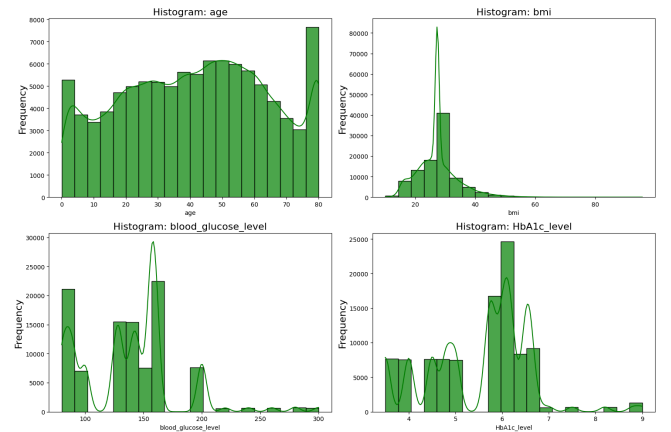 Histogram: age
Frequency
8000
7000
6000
5000
4000
3000
2000
1000
0
0 10 20 30 40 50 60 70 80
age
Histogram: bmi
Frequency
80000
70000
60000
50000
40000
30000
20000
10000
0
20 40 60 80
bmi
Histogram: blood_glucose_level
Frequency
30000
25000
20000
15000
10000
5000
0
100 150 200 250 300
blood_glucose_level
Histogram: HbA1c_level
Frequency
25000
20000
15000
10000
5000
0
4 5 6 7 8 9
HbA1c_level